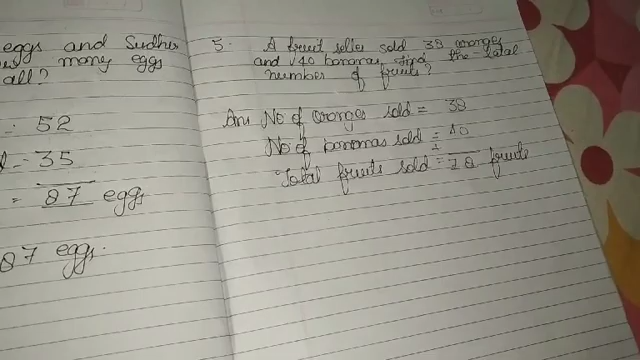 eggs and Sudhir
many eggs
all?
:- 52
- 35
= 87 eggs
87 eggs.
5. A fruit seller sold 38 oranges
and 40 bananas, find the total
number of fruits?
Ans No of oranges sold = 38
No of bananas sold = 40
+
Total fruits sold = 78 fruits